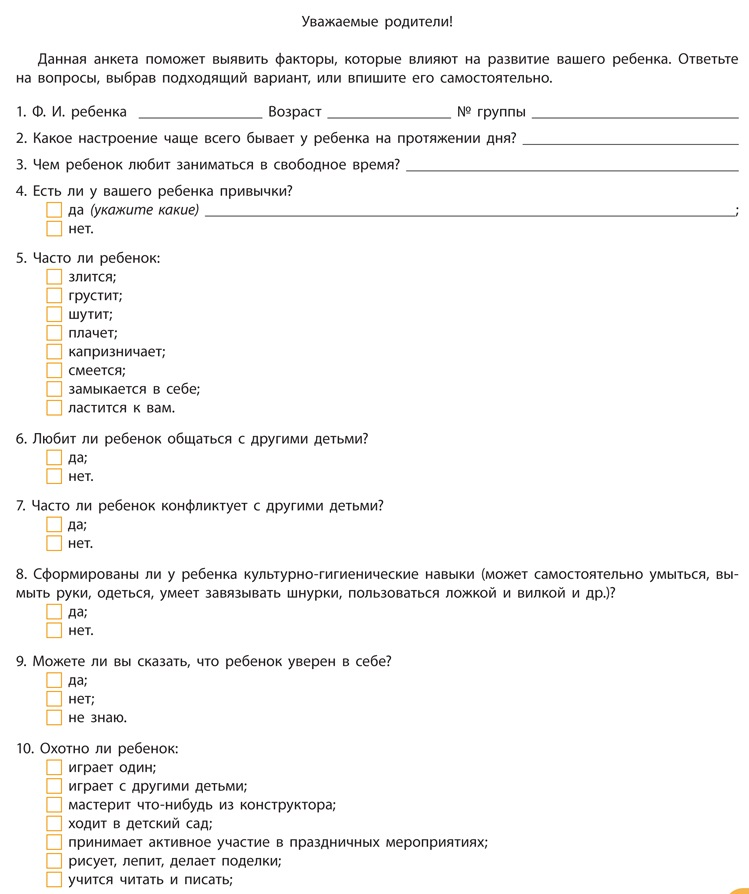 Уважаемые родители!
Данная анкета поможет выявить факторы, которые влияют на развитие вашего ребенка. Ответьте
на вопросы, выбрав подходящий вариант, или впишите его самостоятельно.
1. Ф. И. ребенка _______________ Возраст _______________ № группы _______________
2. Какое настроение чаще всего бывает у ребенка на протяжении дня? _______________
3. Чем ребенок любит заниматься в свободное время? _______________
4. Есть ли у вашего ребенка привычки?
да (укажите какие) _______________;
нет.
5. Часто ли ребенок:
злится;
грустит;
шутит;
плачет;
капризничает;
смеется;
замыкается в себе;
ластится к вам.
6. Любит ли ребенок общаться с другими детьми?
да;
нет.
7. Часто ли ребенок конфликтует с другими детьми?
да;
нет.
8. Сформированы ли у ребенка культурно-гигиенические навыки (может самостоятельно умыться, вы-
мыть руки, одеться, умеет завязывать шнурки, пользоваться ложкой и вилкой и др.)?
да;
нет.
9. Можете ли вы сказать, что ребенок уверен в себе?
да;
нет;
не знаю.
10. Охотно ли ребенок:
играет один;
играет с другими детьми;
мастерит что-нибудь из конструктора;
ходит в детский сад;
принимает активное участие в праздничных мероприятиях;
рисует, лепит, делает поделки;
учится читать и писать;